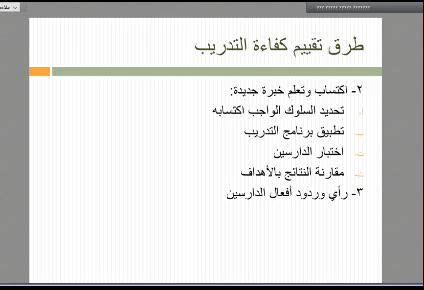 طرق تقييم كفاءة التدريب
٢- اكتساب وتعلم خبرة جديدة:
تحديد السلوك الواجب اكتسابه
تطبيق برنامج التدريب
اختبار الدارسين
مقارنة النتائج بالأهداف
٣- رأي وردود أفعال الدارسين